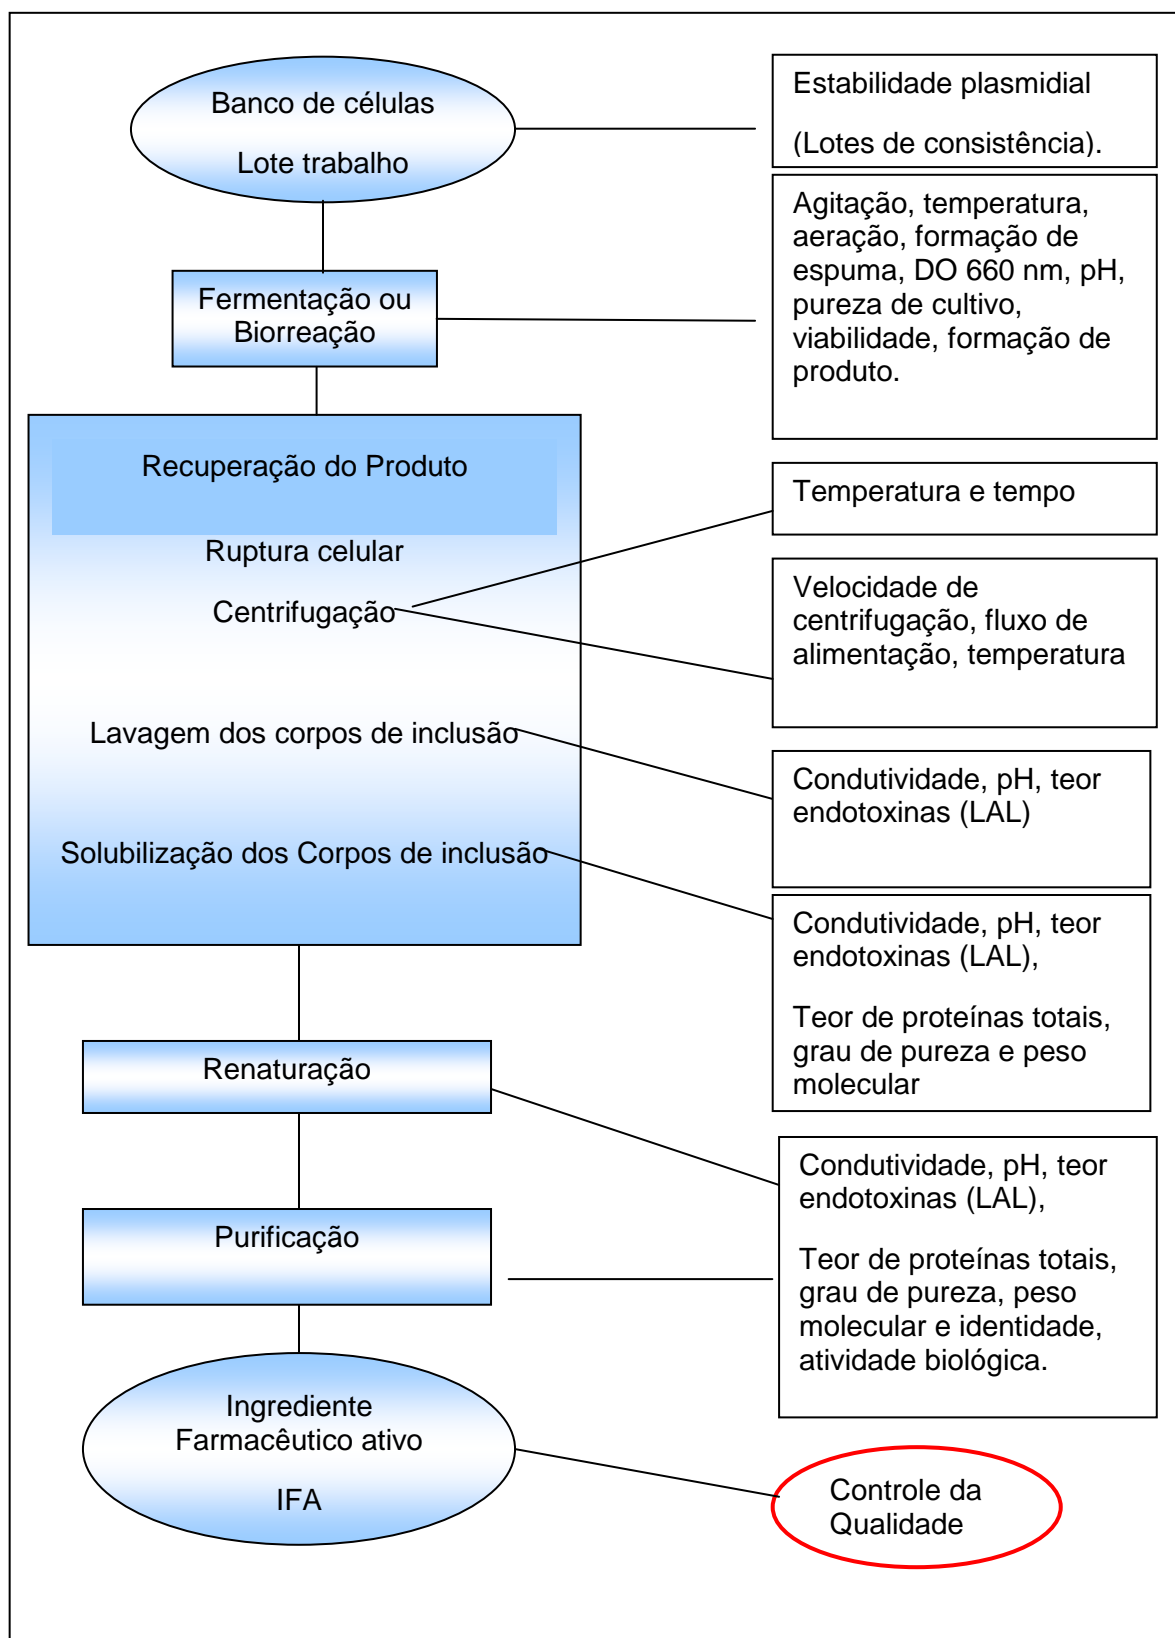 Banco de células
Lote trabalho
Estabilidade plasmidial
(Lotes de consistência).
Fermentação ou
Biorreação
Agitação, temperatura,
aeração, formação de
espuma, DO 660 nm, pH,
pureza de cultivo,
viabilidade, formação de
produto.
Recuperação do Produto
Ruptura celular
Centrifugação
Temperatura e tempo
Velocidade de
centrifugação, fluxo de
alimentação, temperatura
Lavagem dos corpos de inclusão
Condutividade, pH, teor
endotoxinas (LAL)
Solubilização dos Corpos de inclusão
Condutividade, pH, teor
endotoxinas (LAL),
Teor de proteínas totais,
grau de pureza e peso
molecular
Renaturação
Purificação
Condutividade, pH, teor
endotoxinas (LAL),
Teor de proteínas totais,
grau de pureza, peso
molecular e identidade,
atividade biológica.
Ingrediente
Farmacêutico ativo
IFA
Controle da
Qualidade